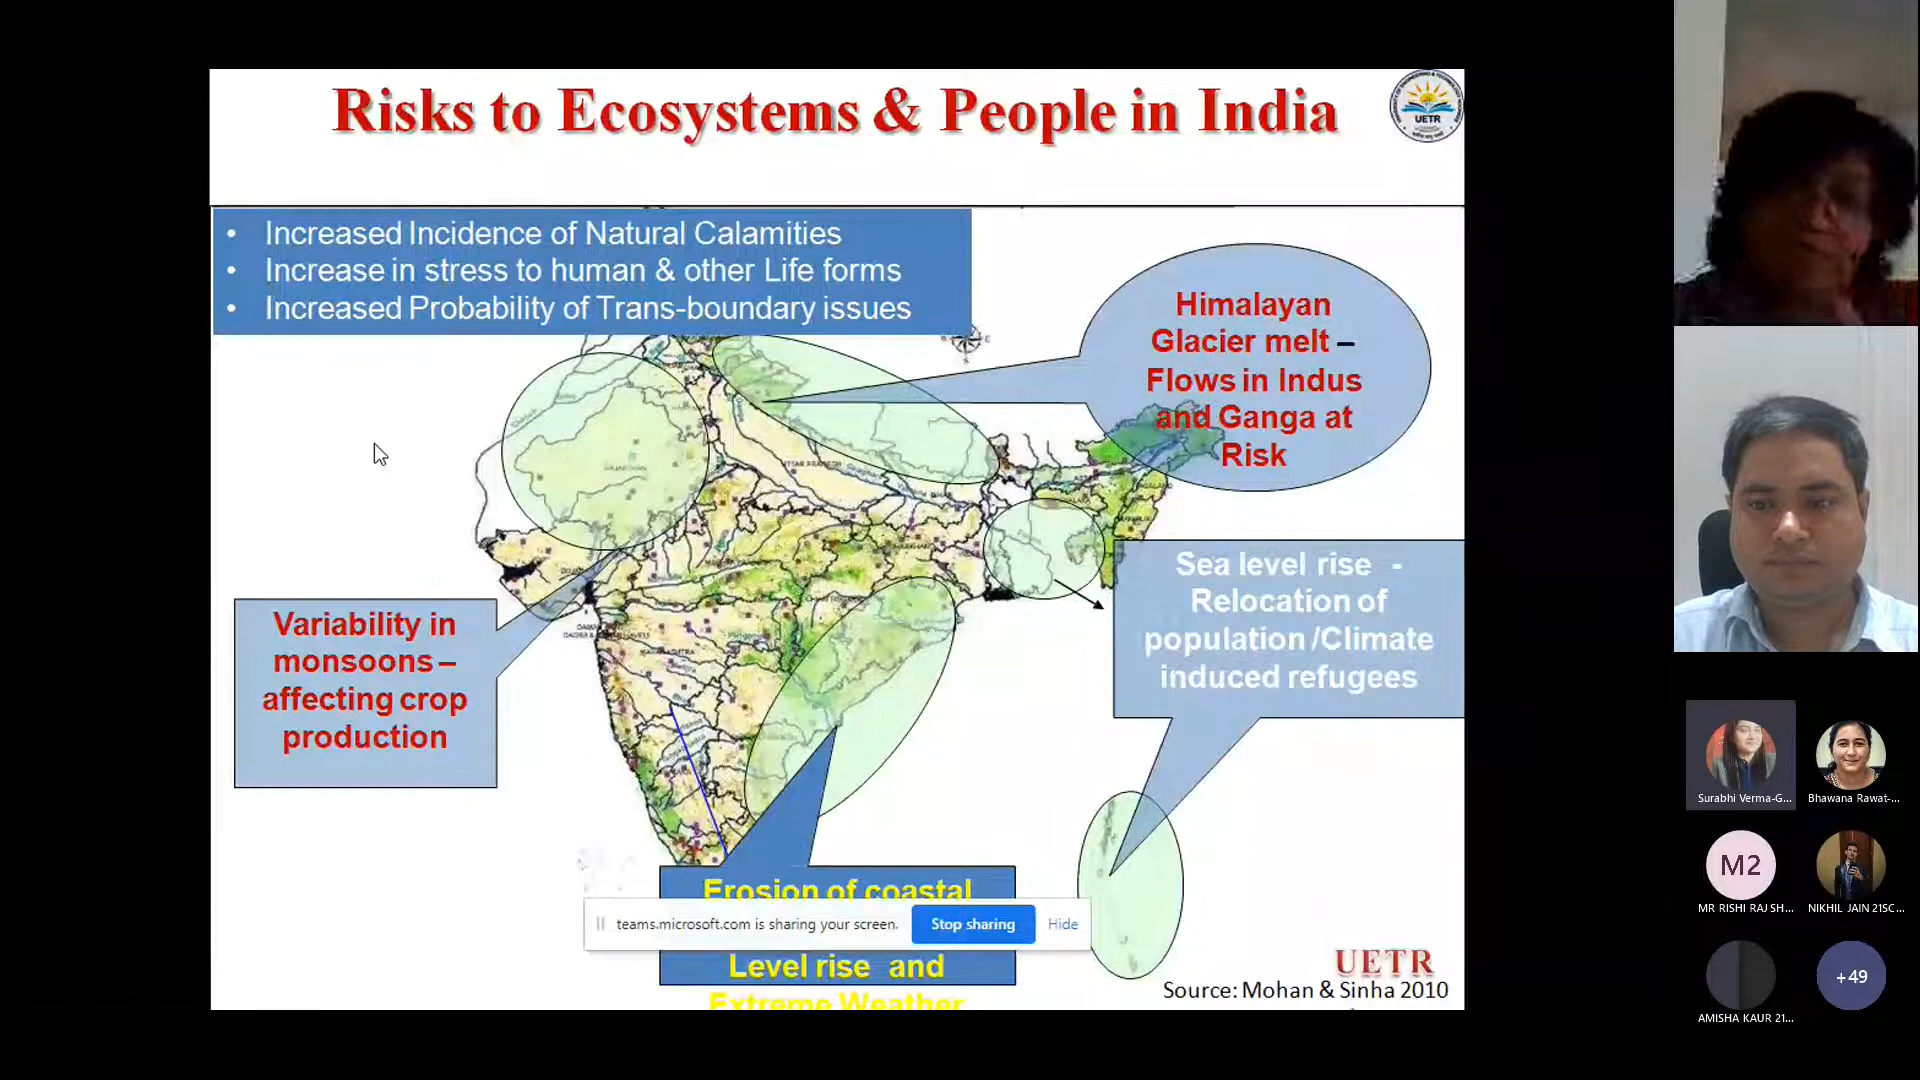 Risks to Ecosystems & People in India
UETR
• Increased Incidence of Natural Calamities
• Increase in stress to human & other Life forms
• Increased Probability of Trans-boundary issues
Himalayan
Glacier melt –
Flows in Indus
and Ganga at
Risk
Sea level rise -
Relocation of
population /Climate
induced refugees
Variability in
monsoons –
affecting crop
production
UTTAR PRADESH
Erosion of coastal
teams.microsoft.com is sharing your screen.
Stop sharing
Hide
Level rise and
Extreme Weather
UETR
Source: Mohan & Sinha 2010
Surabhi Verma-G...
Bhawana Rawat-...
M2
MR RISHI RAJ SH...
NIKHIL JAIN 21SC...
+49
AMISHA KAUR 21...